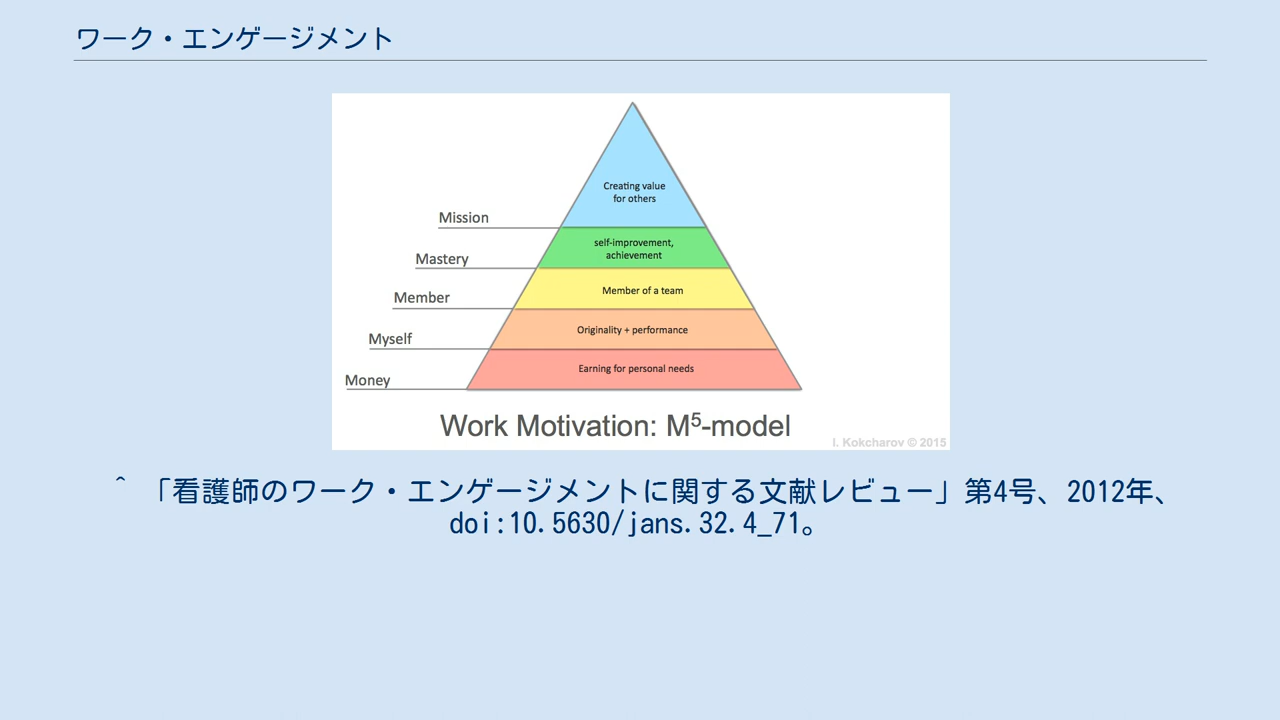 ワーク・エンゲージメント
Creating value
for others
Mission
self-improvement,
achievement
Mastery
Member of a team
Member
Originality + performance
Myself
Earning for personal needs
Money
Work Motivation: M⁵-model
I. Kokcharov © 2015
^ 「看護師のワーク・エンゲージメントに関する文献レビュー」第4号、2012年、
doi:10.5630/jans.32.4_71。